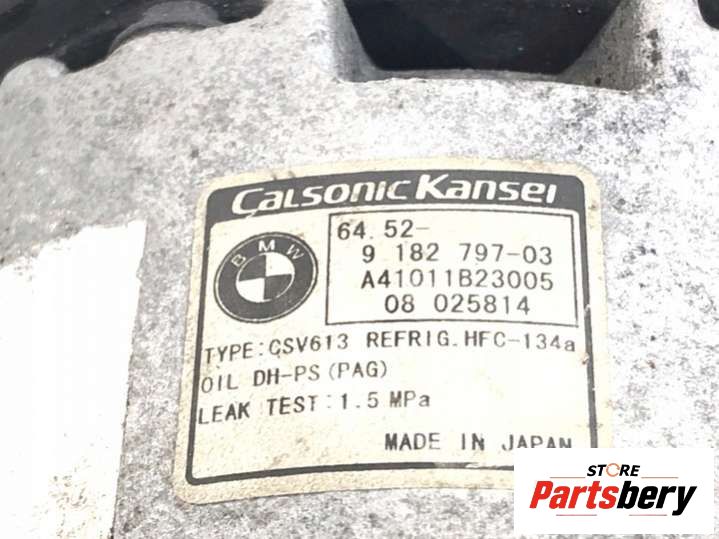 CALSONIC KANSEI
BMW
64.52-
9 182 797-03
A41011B23005
08 025814
TYPE:CSV613 REFRIG.HFC-134a
OIL DH-PS(PAG)
LEAK TEST:1.5 MPa
MADE IN JAPAN
STORE
Partsbery